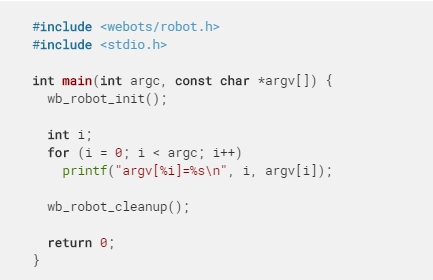 #include <webots/robot.h>
#include <stdio.h>

int main(int argc, const char *argv[]) {
  wb_robot_init();

  int i;
  for (i = 0; i < argc; i++)
    printf("argv[%i]=%s\n", i, argv[i]);

  wb_robot_cleanup();

  return 0;
}